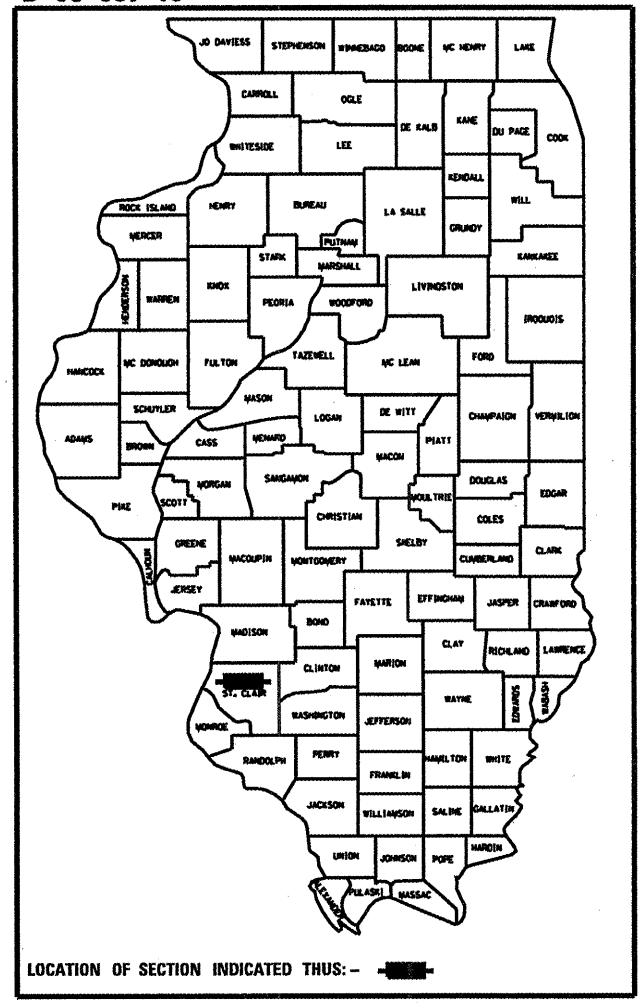 JO DAVIESS
STEPHENSON
WINNEBAGO
BOONE
MC HENRY
LAKE
CARROLL
OGLE
DE KALB
KANE
DU PAGE
COOK
WHITESIDE
LEE
KENDALL
WILL
ROCK ISLAND
HENRY
BUREAU
LA SALLE
GRUNDY
MERCER
PUTNAM
STARK
MARSHALL
KANKAKEE
HENDERSON
WARREN
KNOX
PEORIA
WOODFORD
LIVINGSTON
IROQUOIS
HANCOCK
MC DONOUGH
FULTON
TAZEWELL
MC LEAN
FORD
SCHUYLER
MASON
LOGAN
DE WITT
CHAMPAIGN
VERMILION
ADAMS
BROWN
CASS
MENARD
MACON
PIATT
PIKE
SCOTT
MORGAN
SANGAMON
CHRISTIAN
MOULTRIE
DOUGLAS
EDGAR
COLES
CALHOUN
GREENE
MACOUPIN
MONTGOMERY
SHELBY
CUMBERLAND
CLARK
JERSEY
FAYETTE
EFFINGHAM
JASPER
CRAWFORD
MADISON
BOND
CLAY
RICHLAND
LAWRENCE
ST. CLAIR
CLINTON
MARION
WAYNE
EDWARDS
WABASH
MONROE
WASHINGTON
JEFFERSON
RANDOLPH
PERRY
FRANKLIN
HAMILTON
WHITE
JACKSON
WILLIAMSON
SALINE
GALLATIN
UNION
JOHNSON
POPE
HARDIN
ALEXANDER
PULASKI
MASSAC
LOCATION OF SECTION INDICATED THUS: –